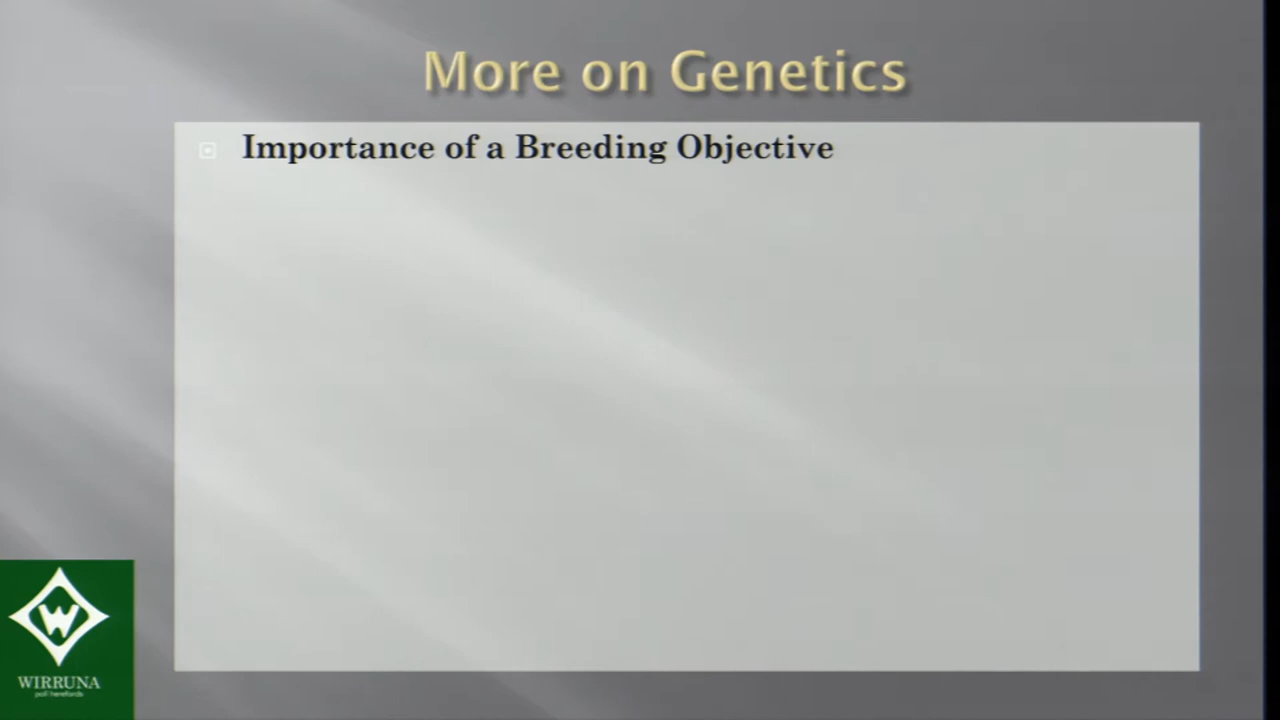 More on Genetics
Importance of a Breeding Objective
WIRRUNA
poll herefords